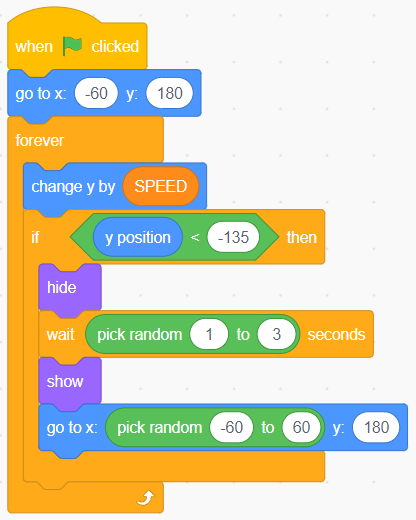 when clicked
go to x: -60 y: 180
forever
change y by SPEED
if y position < -135 then
hide
wait pick random 1 to 3 seconds
show
go to x: pick random -60 to 60 y: 180